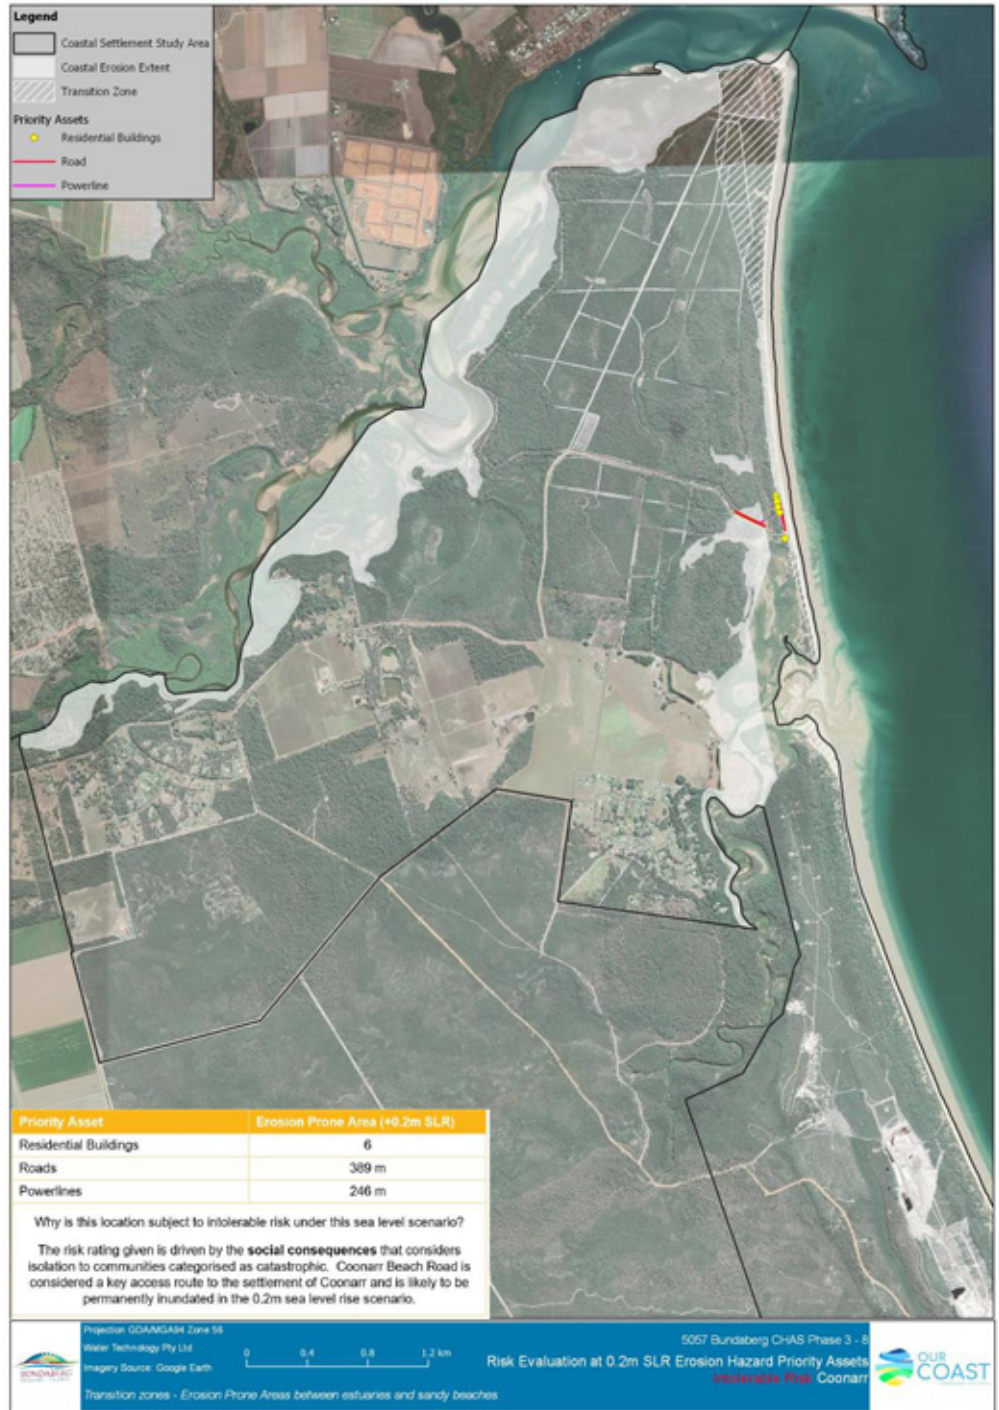 Legend
Coastal Settlement Study Area
Coastal Erosion Extent
Transition Zone
Priority Assets
Residential Buildings
Road
Powerline
Priority Asset Erosion Prone Area (+0.2m SLR)
Residential Buildings 6
Roads 389 m
Powerlines 246 m
Why is this location subject to intolerable risk under this sea level scenario?
The risk rating given is driven by the social consequences that considers
isolation to communities categorised as catastrophic. Coonarr Beach Road is
considered a key access route to the settlement of Coonarr and is likely to be
permanently inundated in the 0.2m sea level rise scenario.
BUNDABERG
Projection GDA/MGA94 Zone 56
Water Technology Pty Ltd
Imagery Source: Google Earth
0 0.4 0.8 1.2 km
Transition zones - Erosion Prone Areas between estuaries and sandy beaches
5057 Bundaberg CHAS Phase 3 - 8
Risk Evaluation at 0.2m SLR Erosion Hazard Priority Assets
Intolerable Risk Coonarr
OUR
COAST